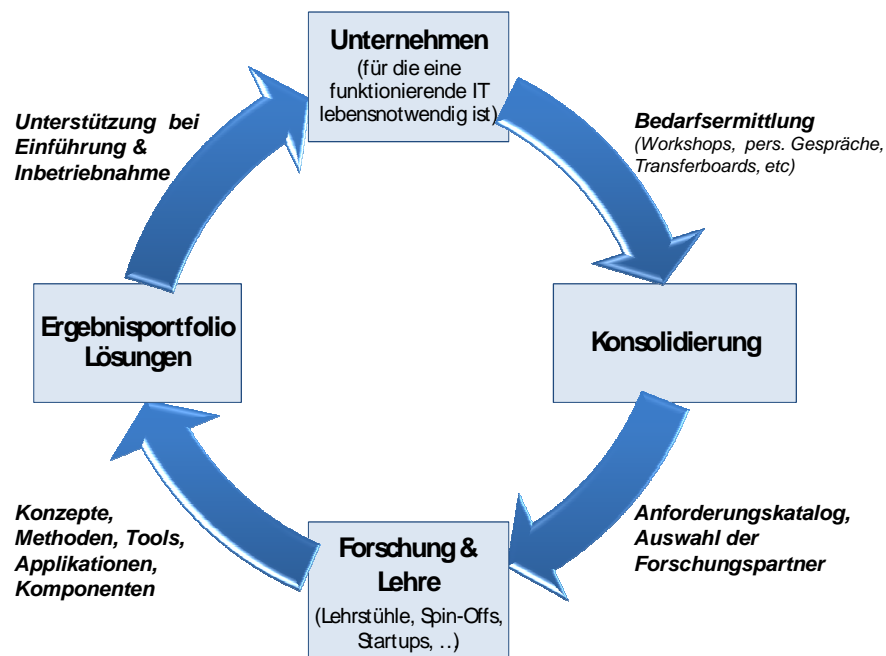 Unternehmen
(für die eine
funktionierende IT
lebensnotwendig ist)
Unterstützung bei
Einführung &
Inbetriebnahme
Bedarfsermittlung
(Workshops, pers. Gespräche,
Transferboards, etc)
Ergebnisportfolio
Lösungen
Konsolidierung
Konzepte,
Methoden, Tools,
Applikationen,
Komponenten
Anforderungskatalog,
Auswahl der
Forschungspartner
Forschung &
Lehre
(Lehrstühle, Spin-Offs,
Startups, …)